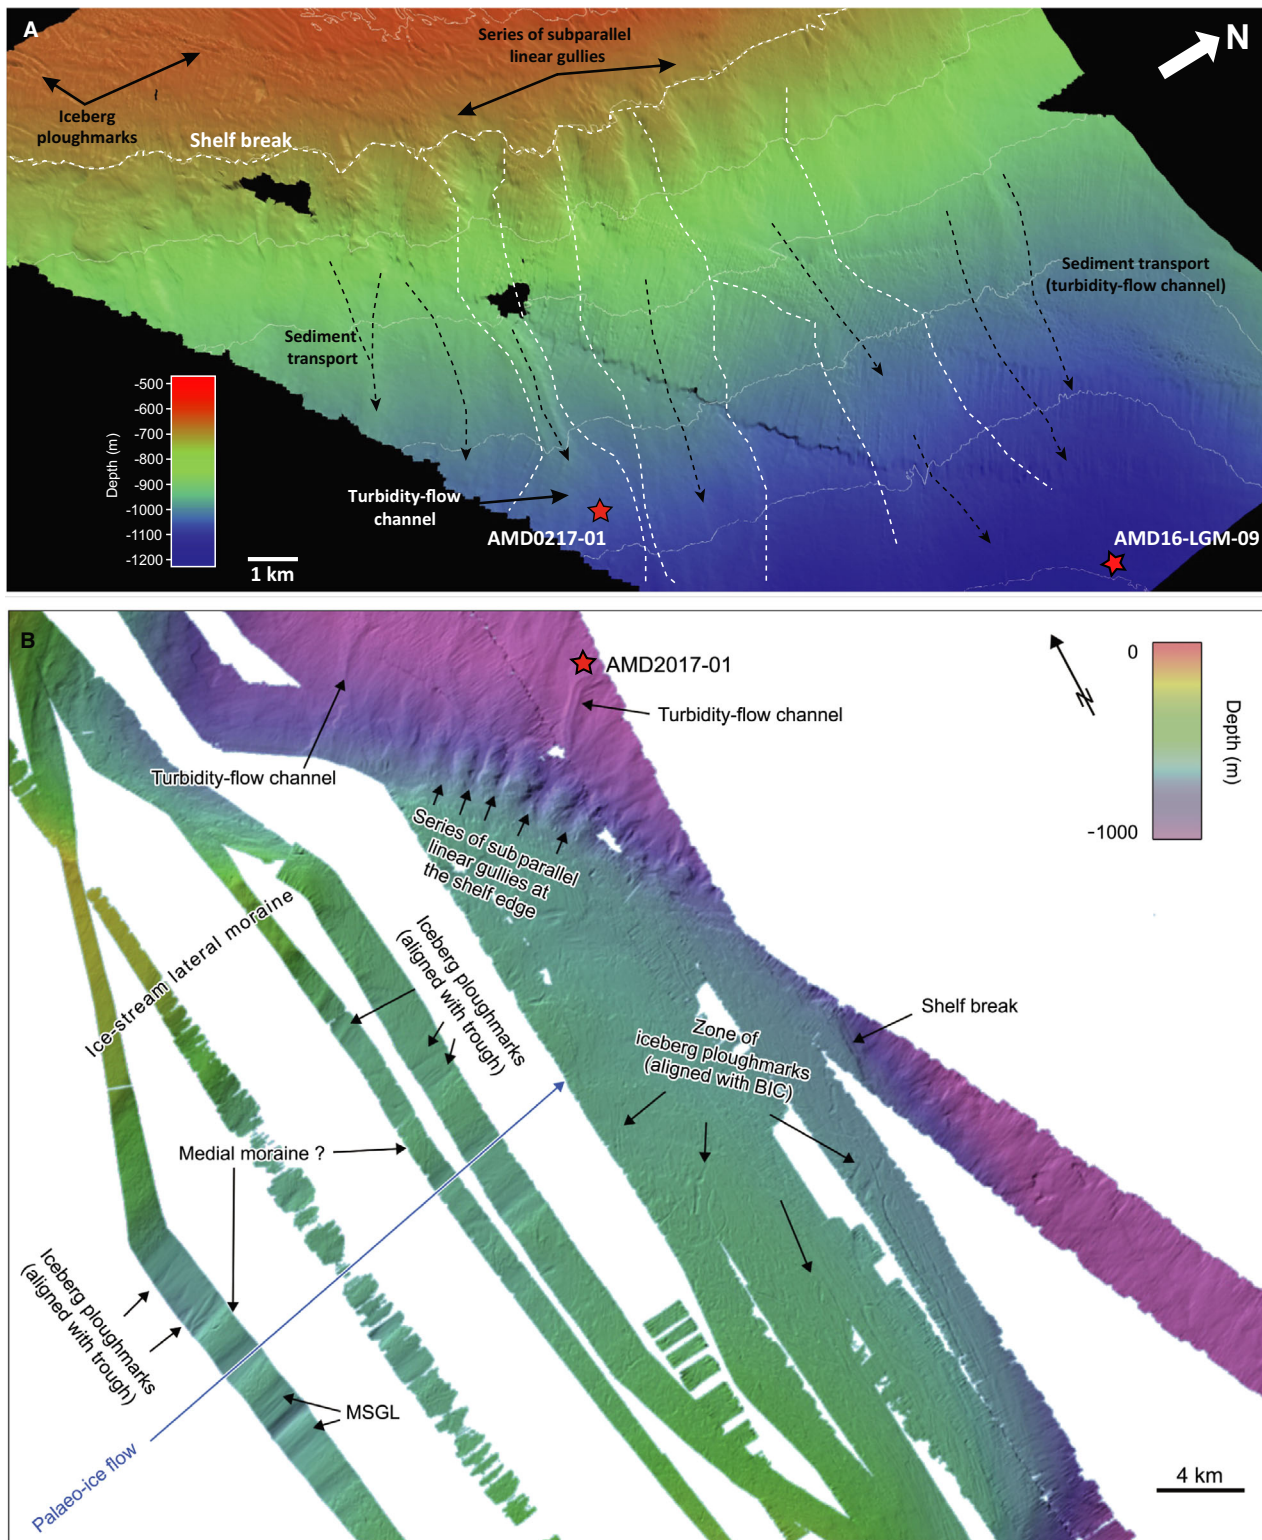 A
Series of subparallel
linear gullies
N
Iceberg
ploughmarks
Shelf break
Sediment transport
(turbidity-flow channel)
Sediment
transport
-500
-600
-700
-800
-900
-1000
-1100
-1200
Depth (m)
Turbidity-flow
channel
AMD0217-01
AMD16-LGM-09
1 km
B
AMD2017-01
N
0
-1000
Depth (m)
Turbidity-flow channel
Turbidity-flow channel
Series of subparallel
linear gullies at
the shelf edge
Ice-stream lateral moraine
Iceberg ploughmarks
(aligned with trough)
Shelf break
Zone of
iceberg ploughmarks
(aligned with BIC)
Medial moraine ?
Iceberg ploughmarks
(aligned with trough)
MSGL
Palaeo-ice flow
4 km